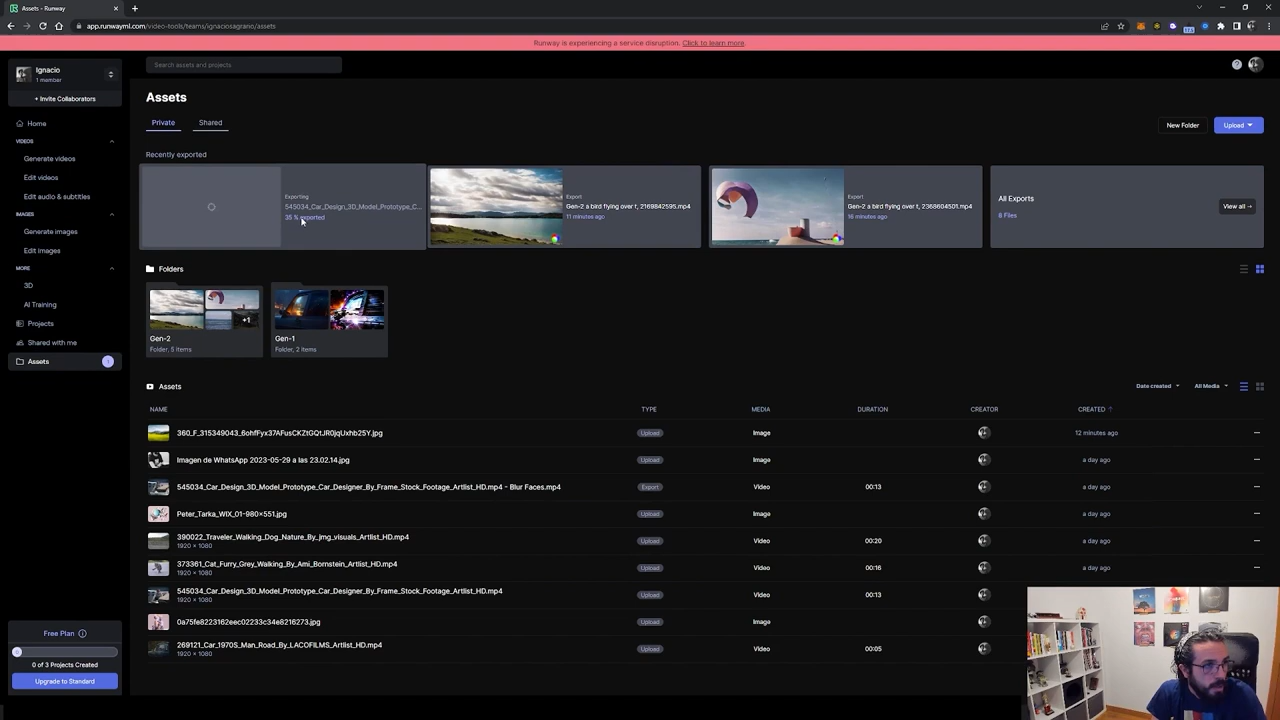 Assets - Runway
app.runwayml.com/video-tools/teams/ignaciosagrano/assets
Runway is experiencing a service disruption. Click to learn more.
Ignacio
1 member
+ Invite Collaborators
Search assets and projects
Home
VIDEOS
Generate videos
Edit videos
Edit audio & subtitles
IMAGES
Generate images
Edit images
MORE
3D
AI Training
Projects
Shared with me
Assets
Free Plan
0 of 3 Projects Created
Upgrade to Standard
Assets
Private Shared
New Folder Upload
Recently exported
Exporting
545034_Car_Design_3D_Model_Prototype_C...
35 % exported
Export
Gen-2 a bird flying over t, 2169842595.mp4
11 minutes ago
Export
Gen-2 a bird flying over t, 2368604501.mp4
16 minutes ago
All Exports
8 Files
View all →
Folders
+1
Gen-2
Folder, 5 items
Gen-1
Folder, 2 items
Assets
Date created All Media
NAME TYPE MEDIA DURATION CREATOR CREATED
360_F_315349043_6ohfFyx37AFusCKZtGQtJR0jqUxhb25Y.jpg Upload Image 12 minutes ago
Imagen de WhatsApp 2023-05-29 a las 23.02.14.jpg Upload Image a day ago
545034_Car_Design_3D_Model_Prototype_Car_Designer_By_Frame_Stock_Footage_Artlist_HD.mp4 - Blur Faces.mp4 Export Video 00:13 a day ago
Peter_Tarka_WIX_01-980×551.jpg Upload Image a day ago
390022_Traveler_Walking_Dog_Nature_By_jmg_visuals_Artlist_HD.mp4 Upload Video 00:20 a day ago
1920 × 1080
373361_Cat_Furry_Grey_Walking_By_Ami_Bornstein_Artlist_HD.mp4 Upload Video 00:16 a day ago
1920 × 1080
545034_Car_Design_3D_Model_Prototype_Car_Designer_By_Frame_Stock_Footage_Artlist_HD.mp4 Upload Video 00:13
1920 × 1080
0a75fe8223162eec02233c34e8216273.jpg Upload Image
269121_Car_1970S_Man_Road_By_LACOFILMS_Artlist_HD.mp4 Upload Video 00:05
1920 × 1080